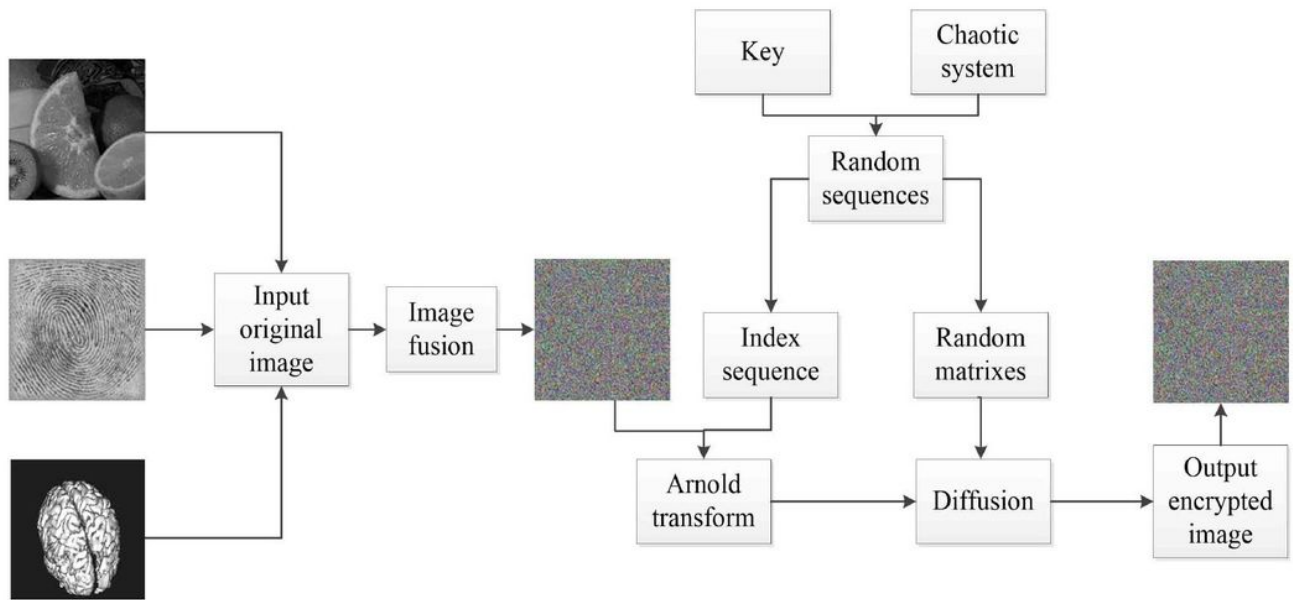 Key
Chaotic
system
Random
sequences
Input
original
image
Image
fusion
Index
sequence
Random
matrixes
Arnold
transform
Diffusion
Output
encrypted
image